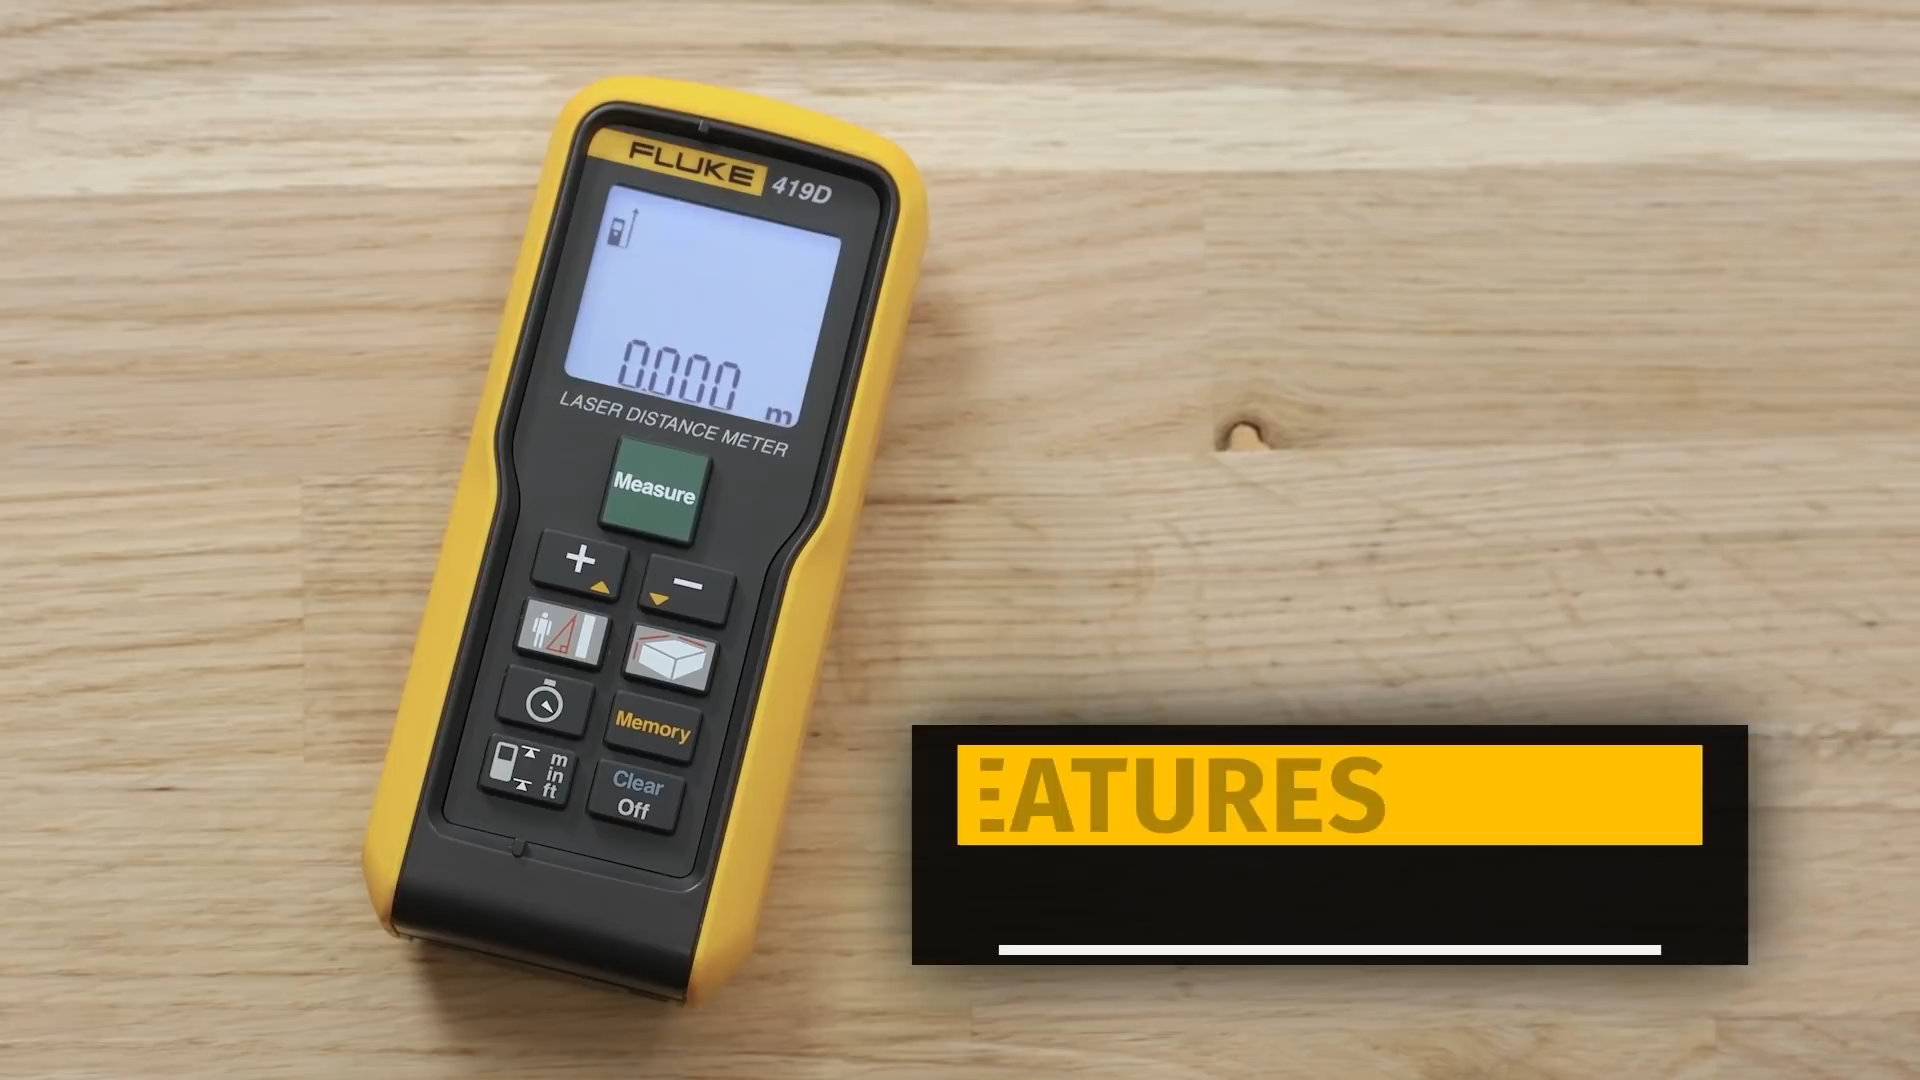 FLUKE 419D
0.000 m
LASER DISTANCE METER
Measure
+ −
Memory
m
in
ft
Clear
Off
EATURES